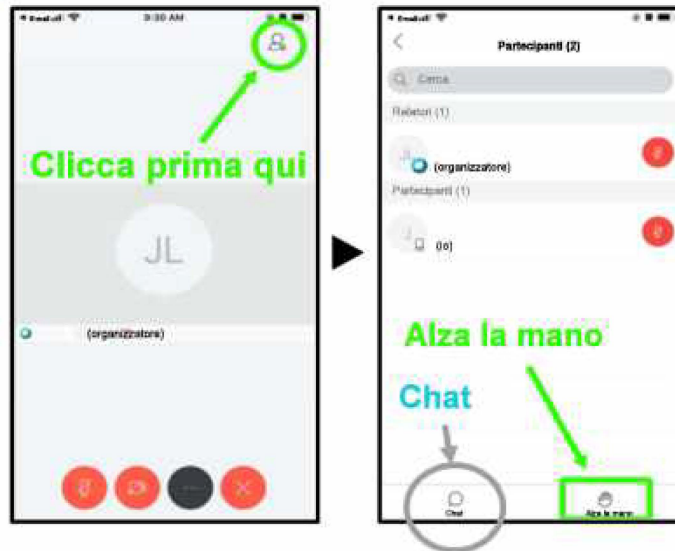 9:30 AM
Clicca prima qui
JL
(organizzatore)
Partecipanti (2)
Cerca
Relatori (1)
JL
(organizzatore)
Partecipanti (1)
J
(io)
Alza la mano
Chat
Chat
Alza la mano